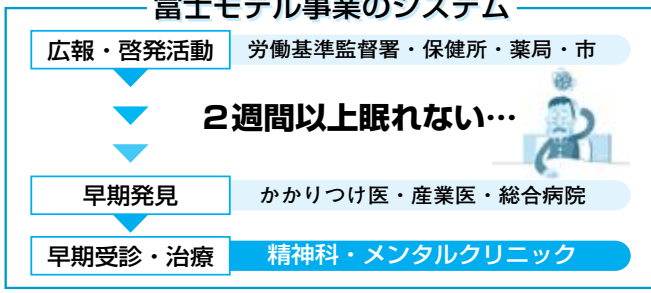 富士モデル事業のシステム
広報・啓発活動 労働基準監督署・保健所・薬局・市
2週間以上眠れない…
早期発見 かかりつけ医・産業医・総合病院
早期受診・治療 精神科・メンタルクリニック